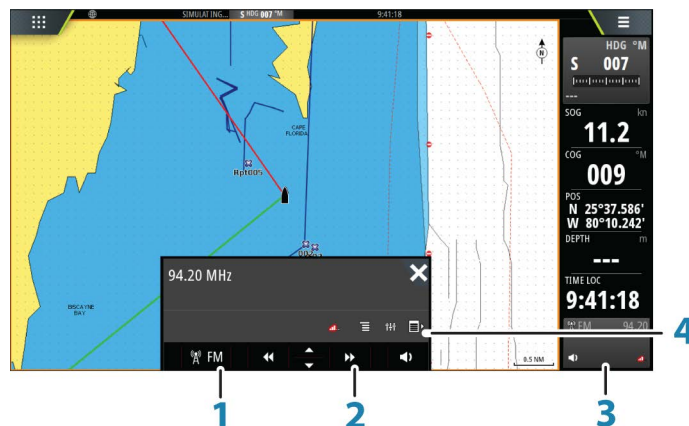 SIMULATING... S HDG 007 °M 9:41:18
HDG °M
S 007
---
SOG kn
11.2
COG °M
009
POS
N 25°37.586'
W 80°10.242'
DEPTH m
---
TIME LOC
9:41:18
FM 94.20
N
CAPE
FLORIDA
Rpt005
BISCAYNE
BAY
94.20 MHz
FM
0.5 NM
1
2
3
4